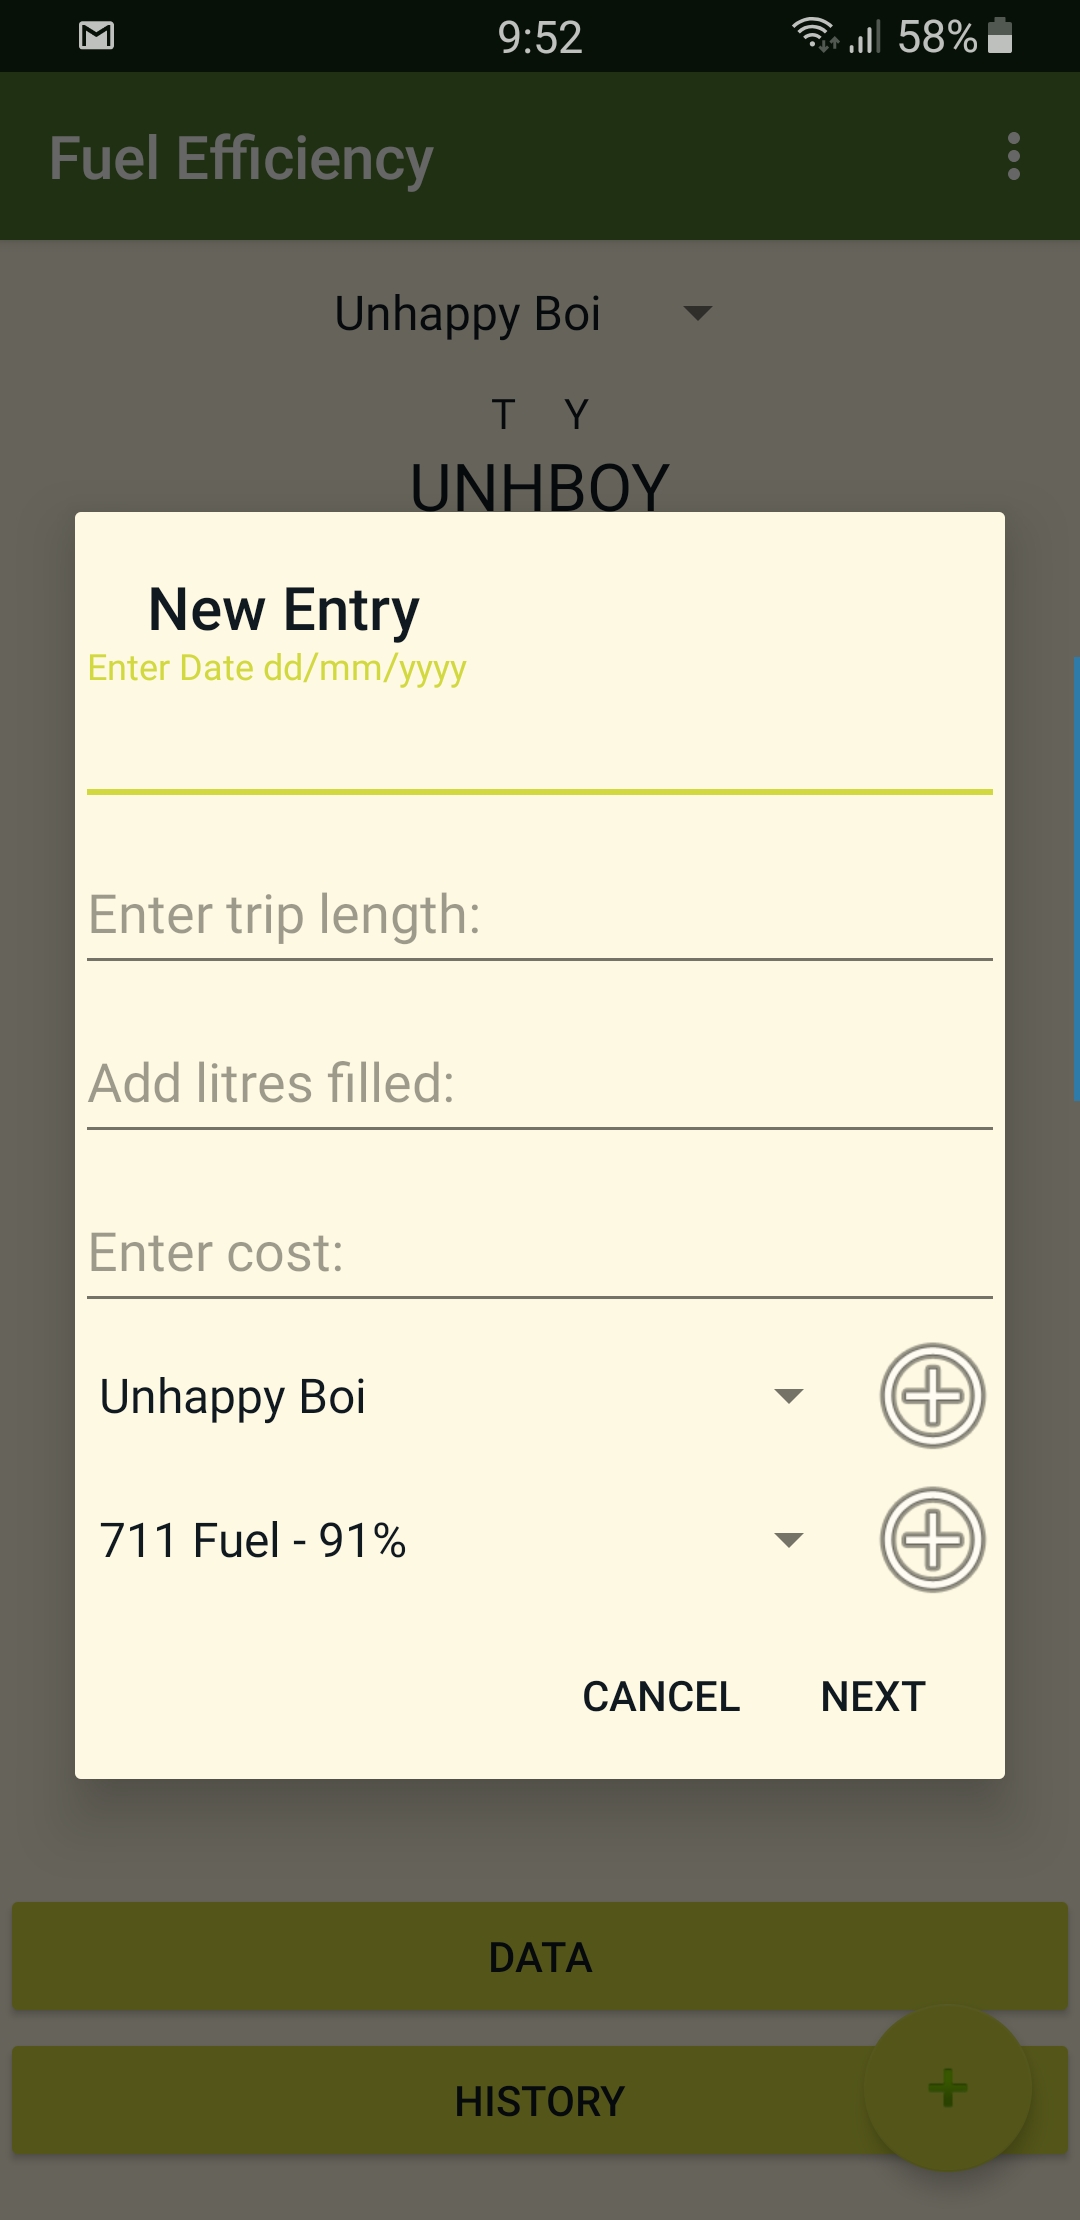 9:52
58%
Fuel Efficiency
Unhappy Boi
T Y
UNHBOY
New Entry
Enter Date dd/mm/yyyy
Enter trip length:
Add litres filled:
Enter cost:
Unhappy Boi
711 Fuel - 91%
CANCEL NEXT
DATA
HISTORY